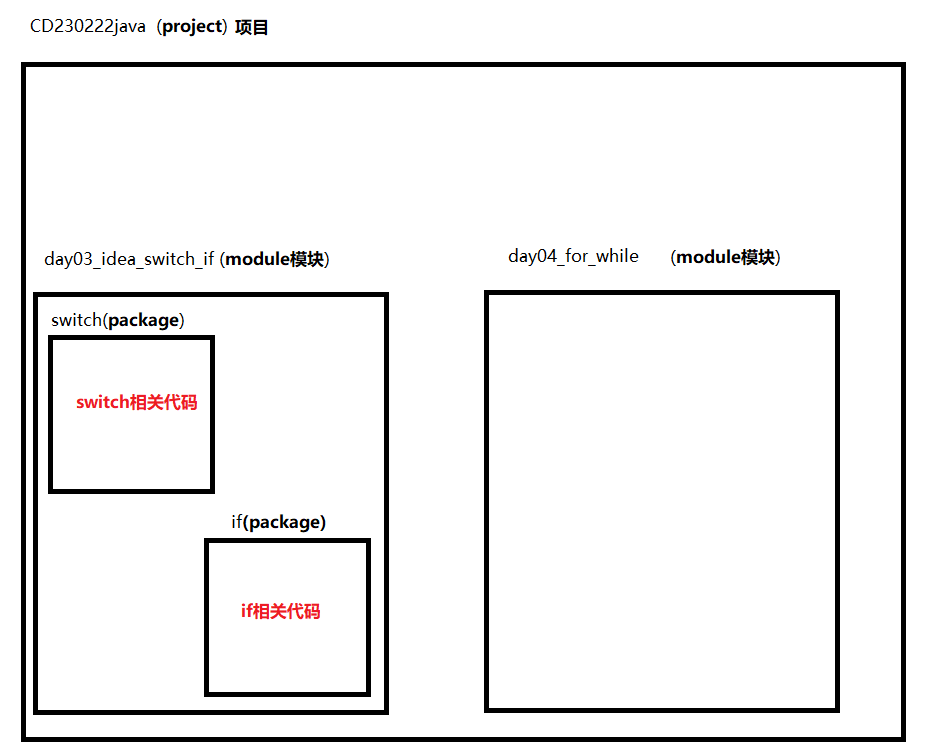 CD230222java (project) 项目
day03_idea_switch_if (module模块)
day04_for_while (module模块)
switch(package)
switch相关代码
if(package)
if相关代码